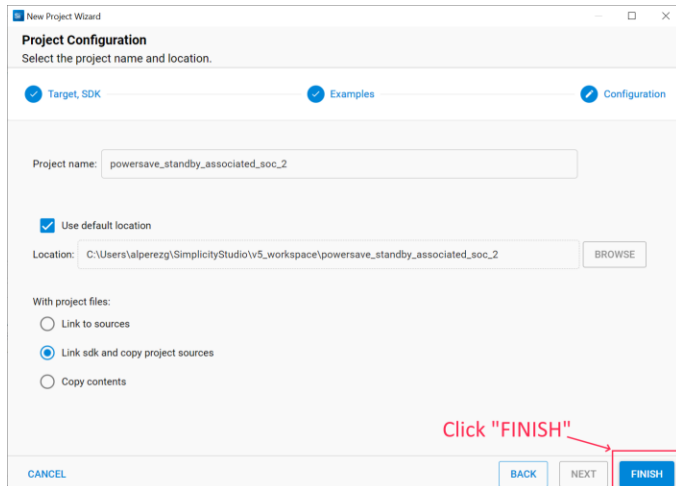 New Project Wizard
Project Configuration
Select the project name and location.
Target, SDK
Examples
Configuration
Project name: powersave_standby_associated_soc_2
Use default location
Location: C:\Users\alperezg\SimplicityStudio\v5_workspace\powersave_standby_associated_soc_2 BROWSE
With project files:
Link to sources
Link sdk and copy project sources
Copy contents
Click "FINISH"
CANCEL BACK NEXT FINISH